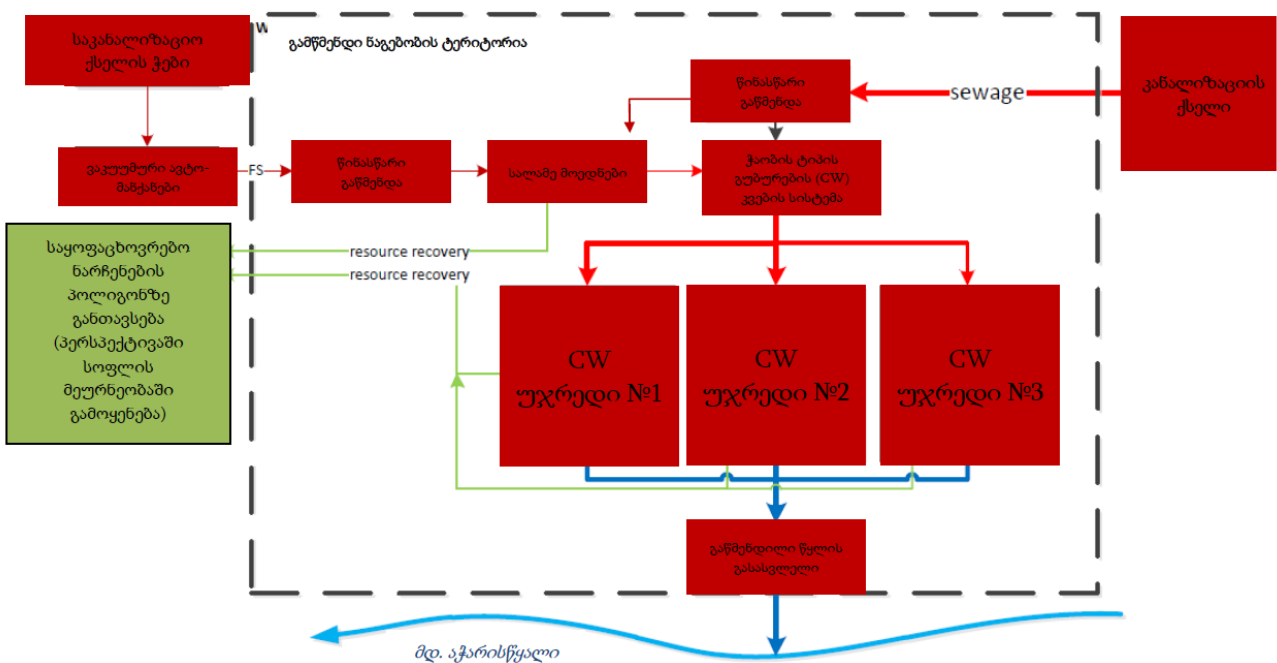 საკანალიზაციო
ქსელის ჭები
W
გამწმენდი ნაგებობის ტერიტორია
წინასწარი
გაწმენდა
sewage
კანალიზაციის
ქსელი
ვაკუუმური ავტო-
მანქანები
FS
წინასწარი
გაწმენდა
სალამე მოედნები
ჭაობის ტიპის
გუბურების (CW)
კვების სისტემა
საყოფაცხოვრებო
ნარჩენების
პოლიგონზე
განთავსება
(პერსპექტივაში
სოფლის
მეურნეობაში
გამოყენება)
resource recovery
resource recovery
CW
უჯრედი №1
CW
უჯრედი №2
CW
უჯრედი №3
გაწმენდილი წყლის
გასასვლელი
მდ. აჭარისწყალი